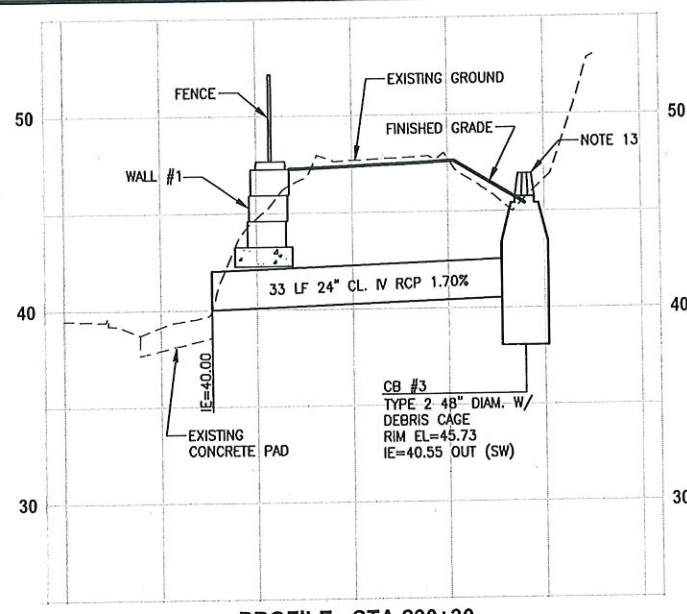 EXISTING GROUND
FENCE
50
50
FINISHED GRADE
NOTE 13
WALL #1
33 LF 24" CL. IV RCP 1.70%
40
40
IE=40.00
CB #3
TYPE 2 48" DIAM. W/
DEBRIS CAGE
RIM EL=45.73
IE=40.55 OUT (SW)
EXISTING
CONCRETE PAD
30
30